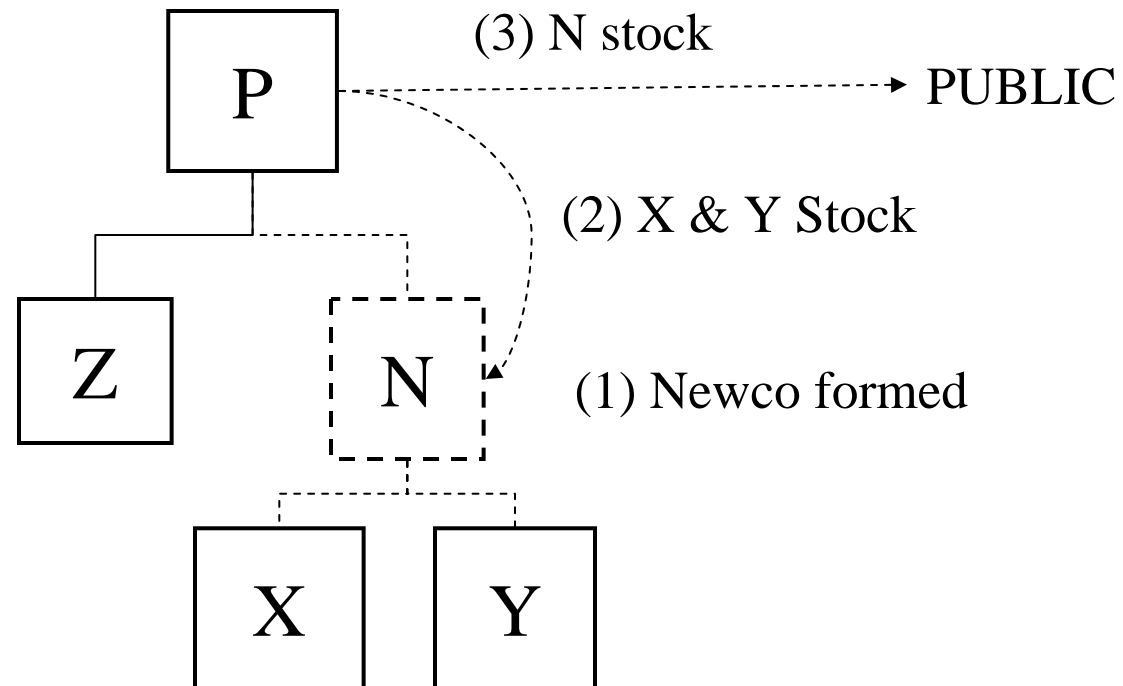 (3) N stock
P
PUBLIC
(2) X & Y Stock
Z
N
(1) Newco formed
X
Y